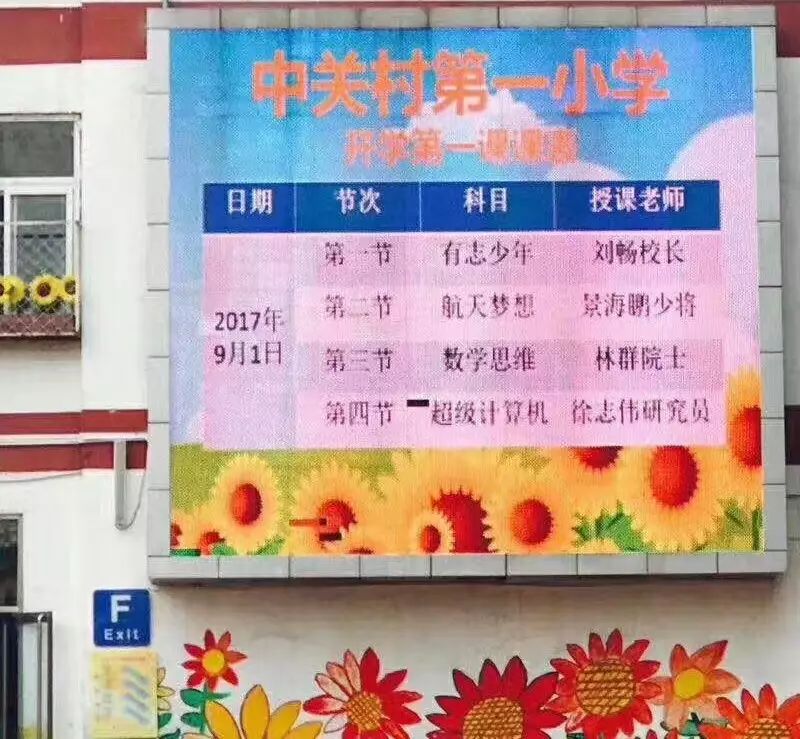 中关村第一小学
开学第一课课表
日期 节次 科目 授课老师
第一节 有志少年 刘畅校长
2017年
9月1日
第二节 航天梦想 景海鹏少将
第三节 数学思维 林群院士
第四节 超级计算机 徐志伟研究员
F
Exit